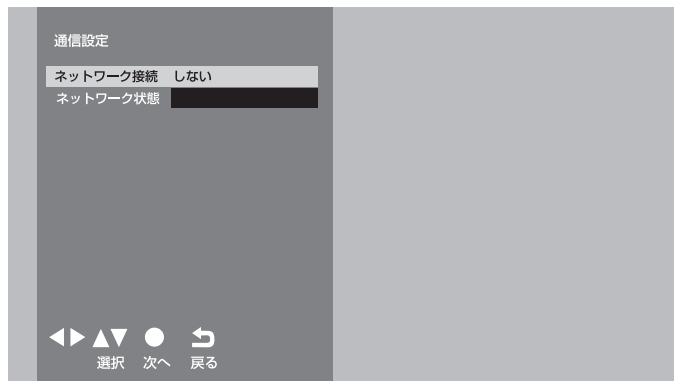 通信設定
ネットワーク接続 しない
ネットワーク状態
選択 次へ 戻る